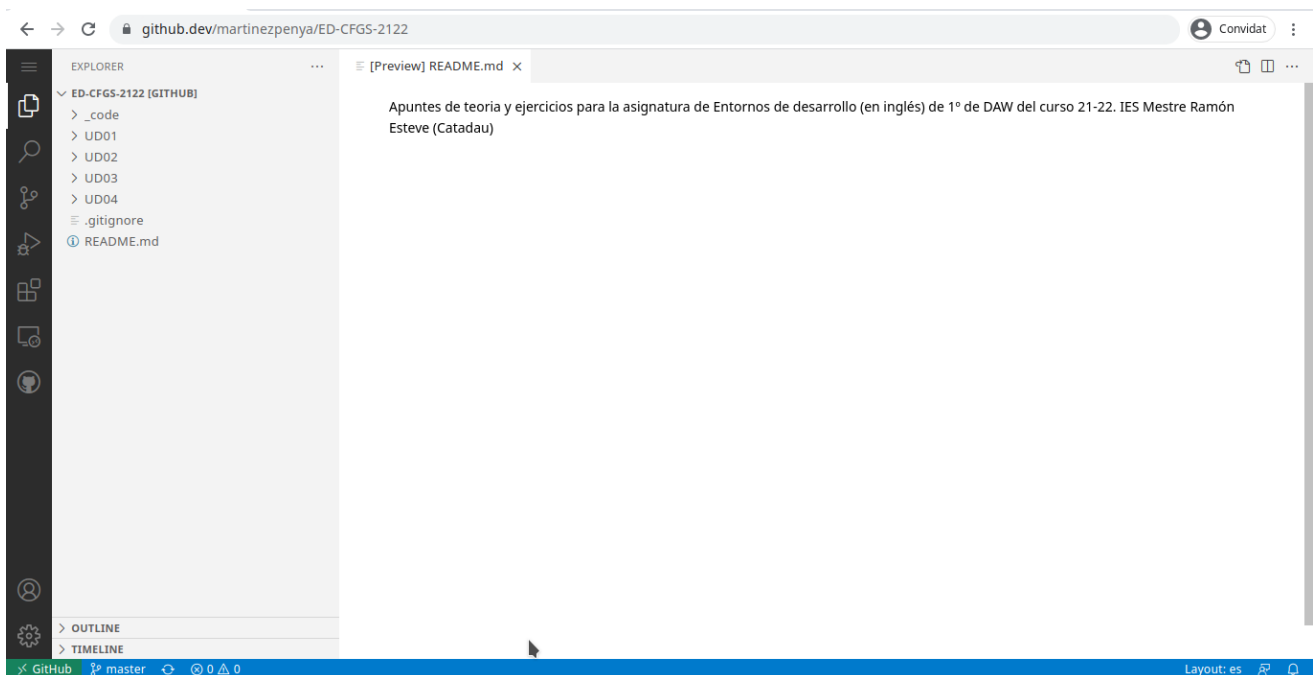 github.dev/martinezpenya/ED-CFGS-2122
Convidat
EXPLORER
[Preview] README.md
ED-CFGS-2122 [GITHUB]
_code
UD01
UD02
UD03
UD04
.gitignore
README.md
Apuntes de teoria y ejercicios para la asignatura de Entornos de desarrollo (en inglés) de 1º de DAW del curso 21-22. IES Mestre Ramón
Esteve (Catadau)
OUTLINE
TIMELINE
GitHub master 0 0 Layout: es